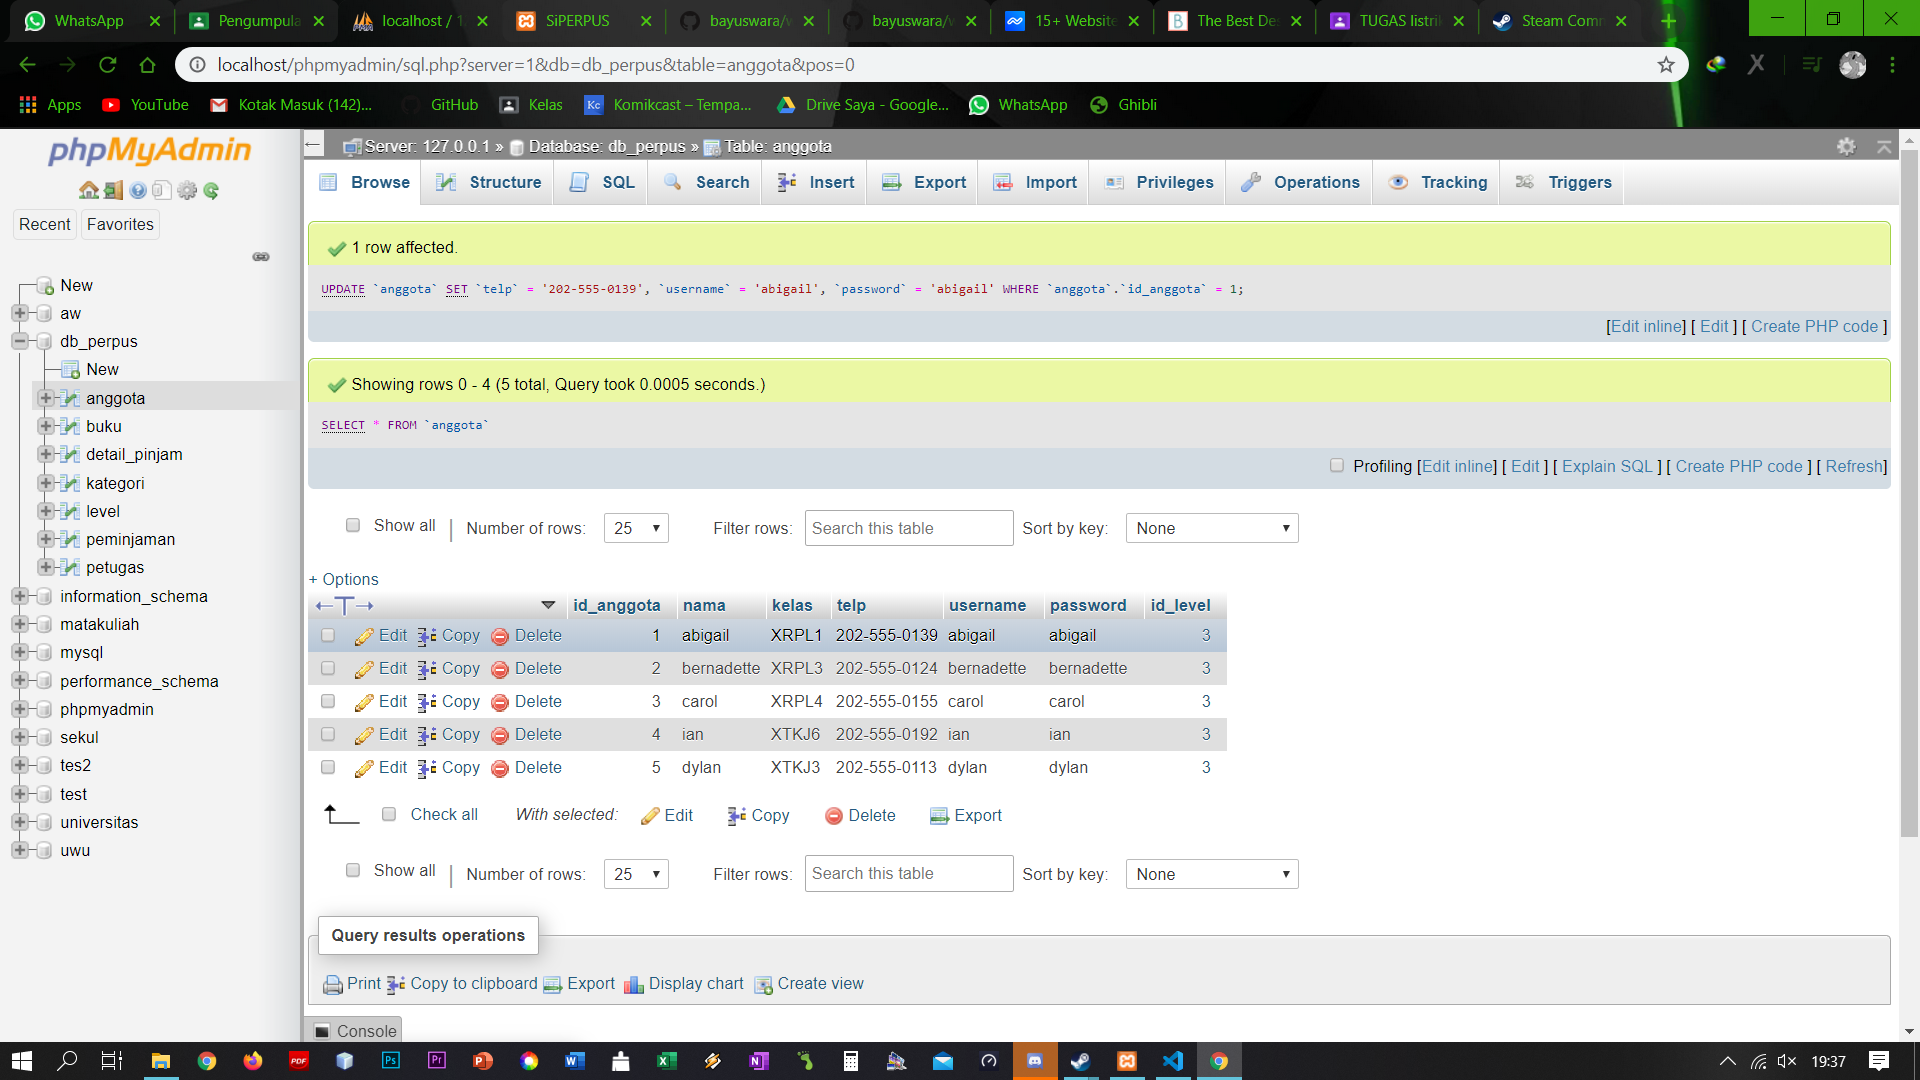 WhatsApp
Pengumpula
localhost / 1
SiPERPUS
bayuswara/
bayuswara/
15+ Website
The Best De
TUGAS listri
Steam Comm
localhost/phpmyadmin/sql.php?server=1&db=db_perpus&table=anggota&pos=0
Apps YouTube Kotak Masuk (142)... GitHub Kelas Kc Komikcast – Tempa... Drive Saya - Google... WhatsApp Ghibli
phpMyAdmin
Recent Favorites
New
aw
db_perpus
New
anggota
buku
detail_pinjam
kategori
level
peminjaman
petugas
information_schema
matakuliah
mysql
performance_schema
phpmyadmin
sekul
tes2
test
universitas
uwu
Server: 127.0.0.1 » Database: db_perpus » Table: anggota
Browse Structure SQL Search Insert Export Import Privileges Operations Tracking Triggers
1 row affected.
UPDATE `anggota` SET `telp` = '202-555-0139', `username` = 'abigail', `password` = 'abigail' WHERE `anggota`.`id_anggota` = 1;
[Edit inline] [ Edit ] [ Create PHP code ]
Showing rows 0 - 4 (5 total, Query took 0.0005 seconds.)
SELECT * FROM `anggota`
Profiling [Edit inline] [ Edit ] [ Explain SQL ] [ Create PHP code ] [ Refresh]
Show all | Number of rows: 25 Filter rows: Search this table Sort by key: None
+ Options
id_anggota nama kelas telp username password id_level
Edit Copy Delete 1 abigail XRPL1 202-555-0139 abigail abigail 3
Edit Copy Delete 2 bernadette XRPL3 202-555-0124 bernadette bernadette 3
Edit Copy Delete 3 carol XRPL4 202-555-0155 carol carol 3
Edit Copy Delete 4 ian XTKJ6 202-555-0192 ian ian 3
Edit Copy Delete 5 dylan XTKJ3 202-555-0113 dylan dylan 3
Check all With selected: Edit Copy Delete Export
Show all | Number of rows: 25 Filter rows: Search this table Sort by key: None
Query results operations
Print Copy to clipboard Export Display chart Create view
Console
19:37